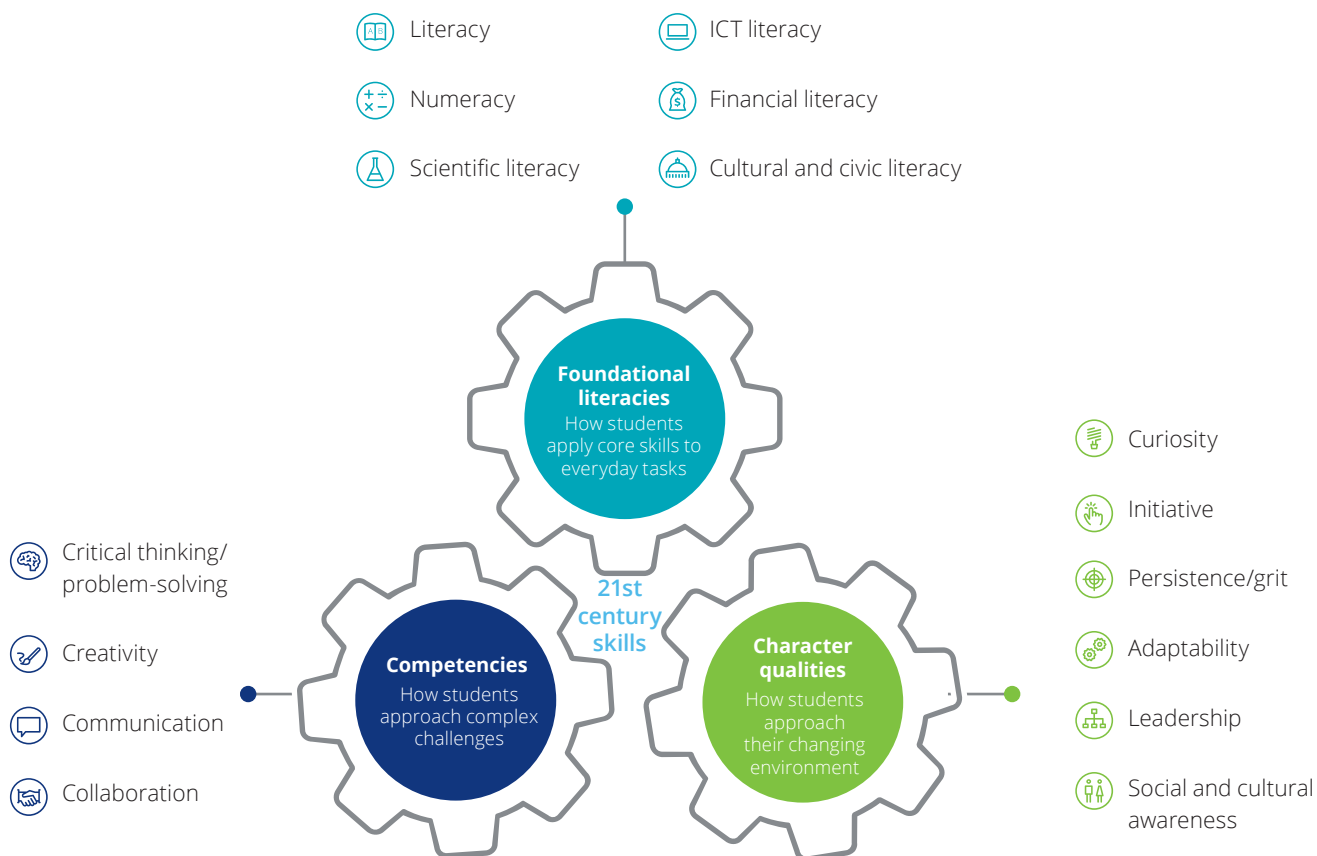 Literacy
ICT literacy
Numeracy
Financial literacy
Scientific literacy
Cultural and civic literacy
Foundational
literacies
How students
apply core skills to
everyday tasks
Critical thinking/
problem-solving
Creativity
Communication
Collaboration
21st
century
skills
Competencies
How students
approach complex
challenges
Character
qualities
How students
approach
their changing
environment
Curiosity
Initiative
Persistence/grit
Adaptability
Leadership
Social and cultural
awareness